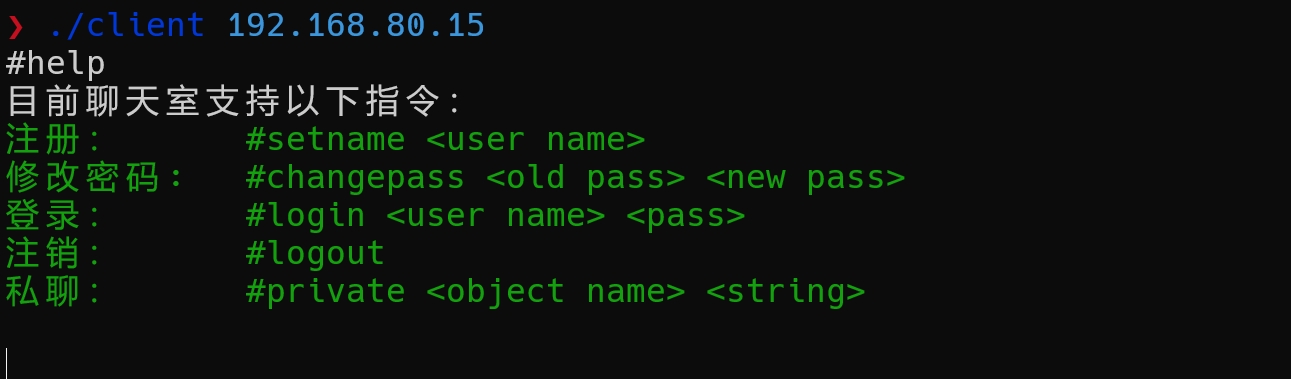 ❯ ./client 192.168.80.15
#help
目前聊天室支持以下指令：
注册：	#setname <user name>
修改密码：	#changepass <old pass> <new pass>
登录：	#login <user name> <pass>
注销：	#logout
私聊：	#private <object name> <string>